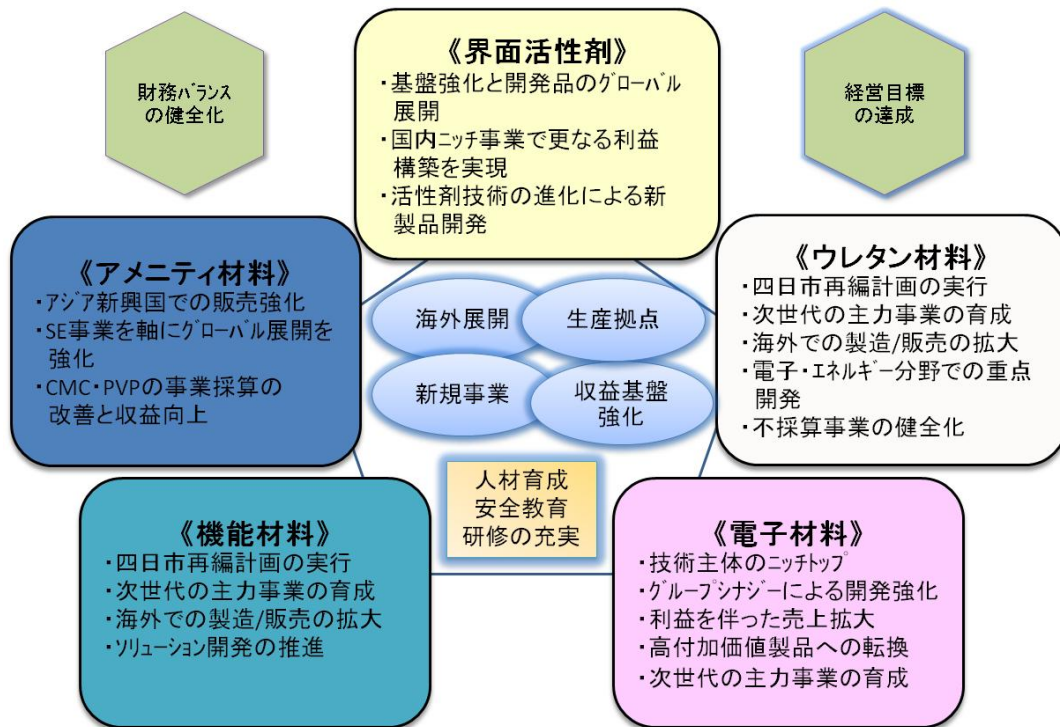 財務ﾊﾞﾗﾝｽ
の健全化
《界面活性剤》
・基盤強化と開発品のｸﾞﾛｰﾊﾞﾙ
展開
・国内ニッチ事業で更なる利益
構築を実現
・活性剤技術の進化による新
製品開発
経営目標
の達成
《アメニティ材料》
・ｱｼﾞｱ新興国での販売強化
・SE事業を軸にｸﾞﾛｰﾊﾞﾙ展開を
強化
・CMC・PVPの事業採算の
改善と収益向上
海外展開
生産拠点
新規事業
収益基盤
強化
《ウレタン材料》
・四日市再編計画の実行
・次世代の主力事業の育成
・海外での製造/販売の拡大
・電子・ｴﾈﾙｷﾞｰ分野での重点
開発
・不採算事業の健全化
人材育成
安全教育
研修の充実
《機能材料》
・四日市再編計画の実行
・次世代の主力事業の育成
・海外での製造/販売の拡大
・ｿﾘｭｰｼｮﾝ開発の推進
《電子材料》
・技術主体のﾆｯﾁﾄｯﾌﾟ
・ｸﾞﾙｰﾌﾟｼﾅｼﾞｰによる開発強化
・利益を伴った売上拡大
・高付加価値製品への転換
・次世代の主力事業の育成